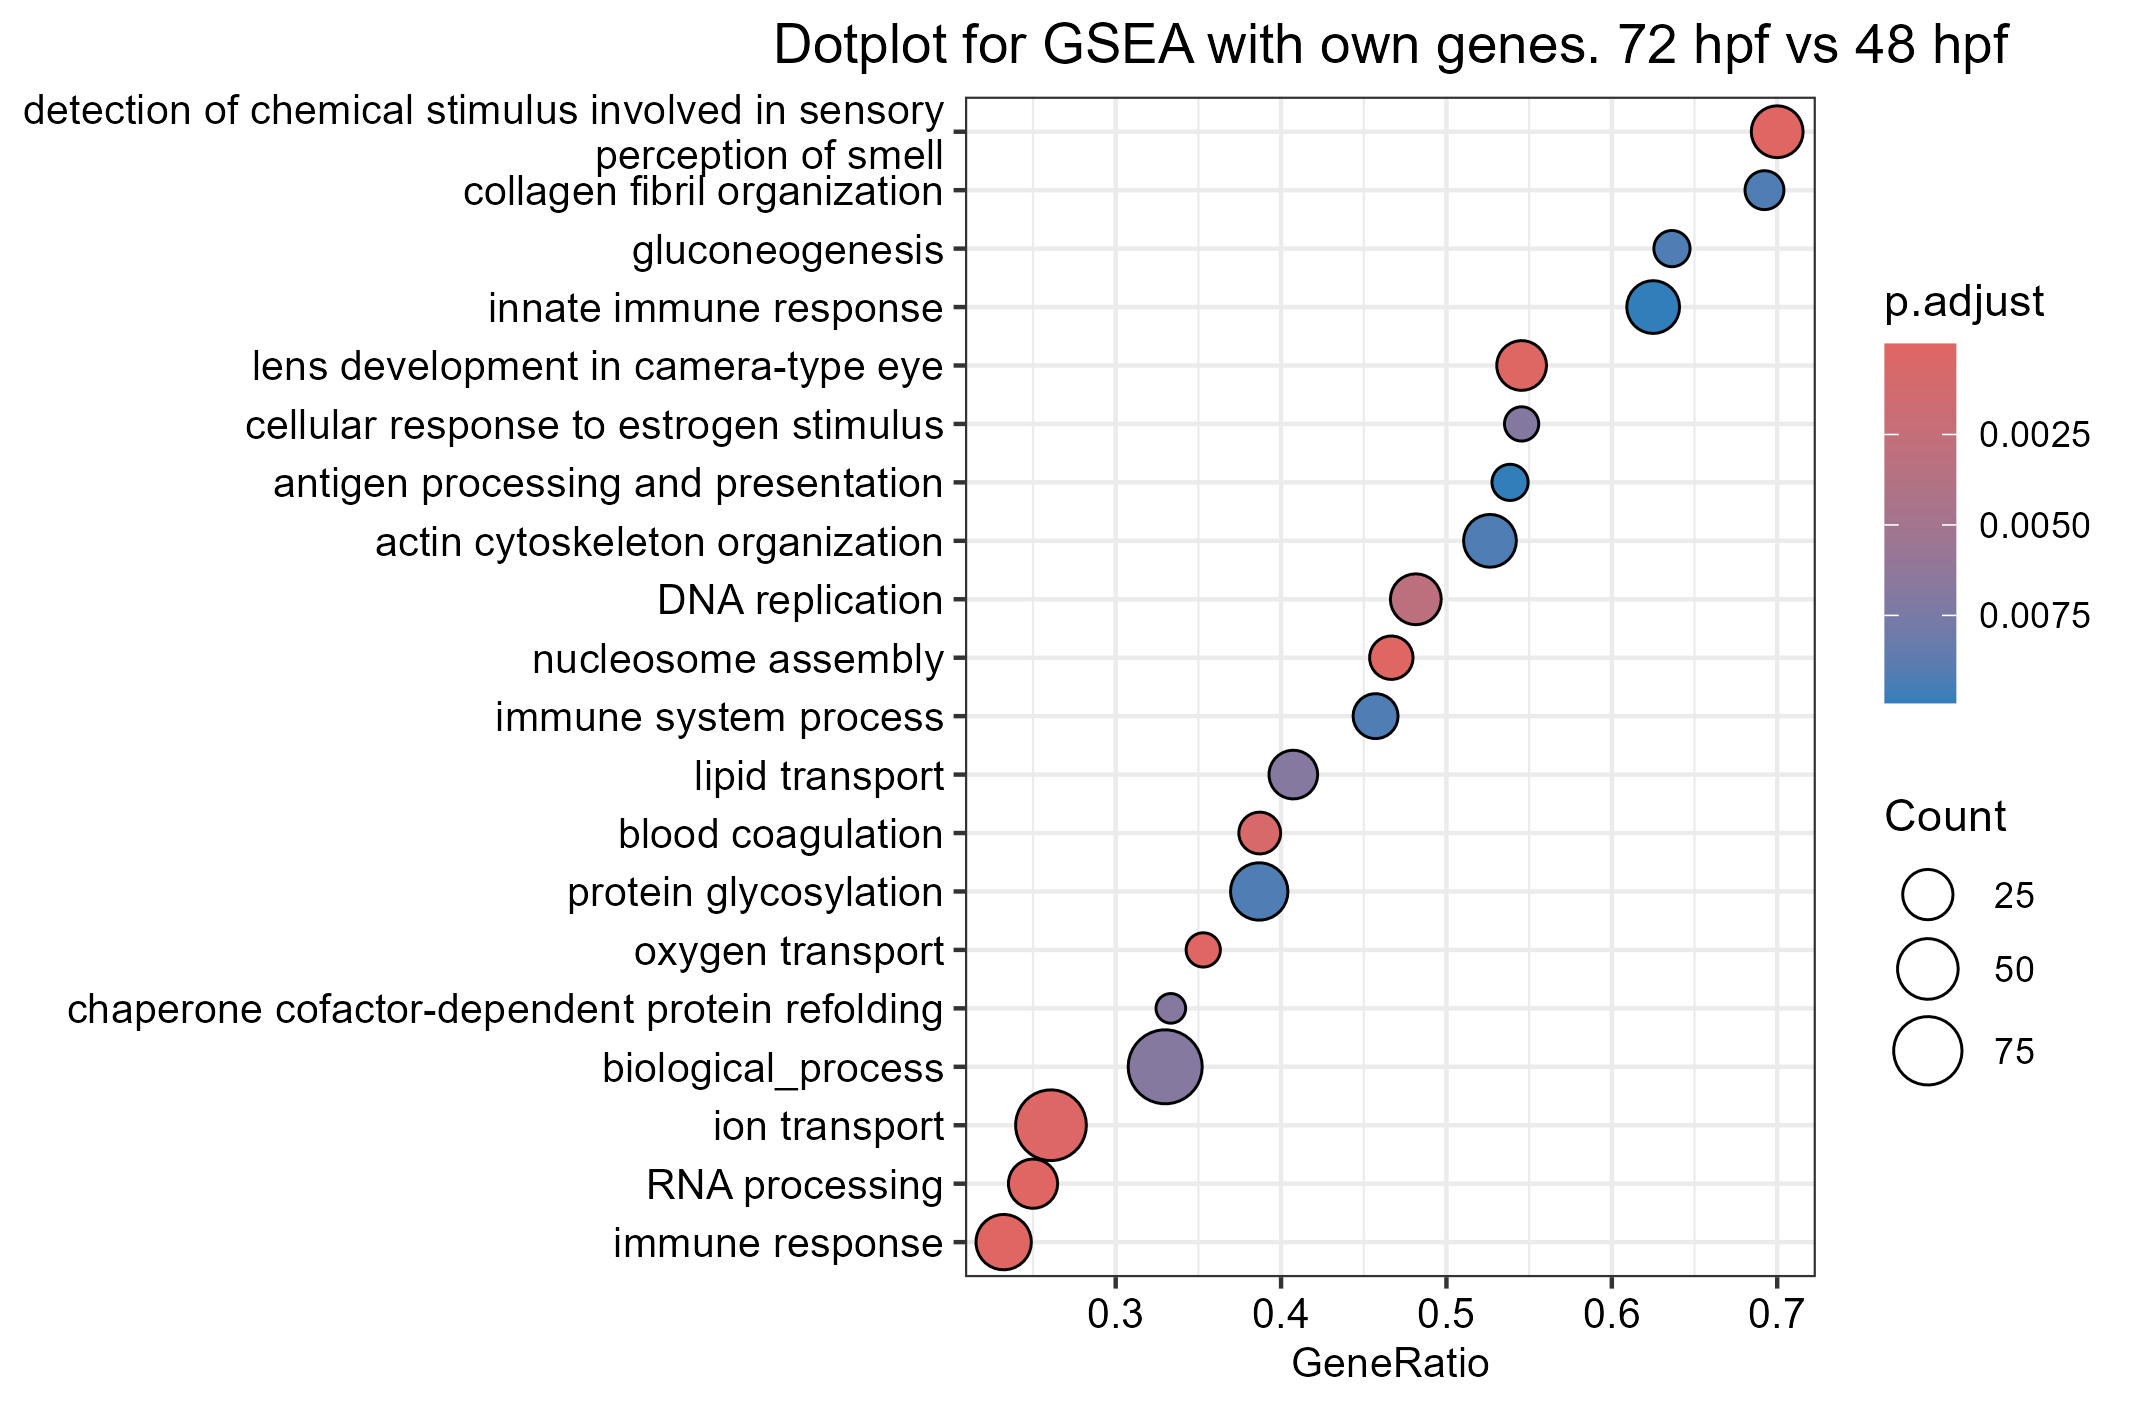 Dotplot for GSEA with own genes. 72 hpf vs 48 hpf
detection of chemical stimulus involved in sensory
perception of smell
collagen fibril organization
gluconeogenesis
innate immune response
lens development in camera-type eye
cellular response to estrogen stimulus
antigen processing and presentation
actin cytoskeleton organization
DNA replication
nucleosome assembly
immune system process
lipid transport
blood coagulation
protein glycosylation
oxygen transport
chaperone cofactor-dependent protein refolding
biological_process
ion transport
RNA processing
immune response
0.3 0.4 0.5 0.6 0.7
GeneRatio
p.adjust
0.0025
0.0050
0.0075
Count
25
50
75